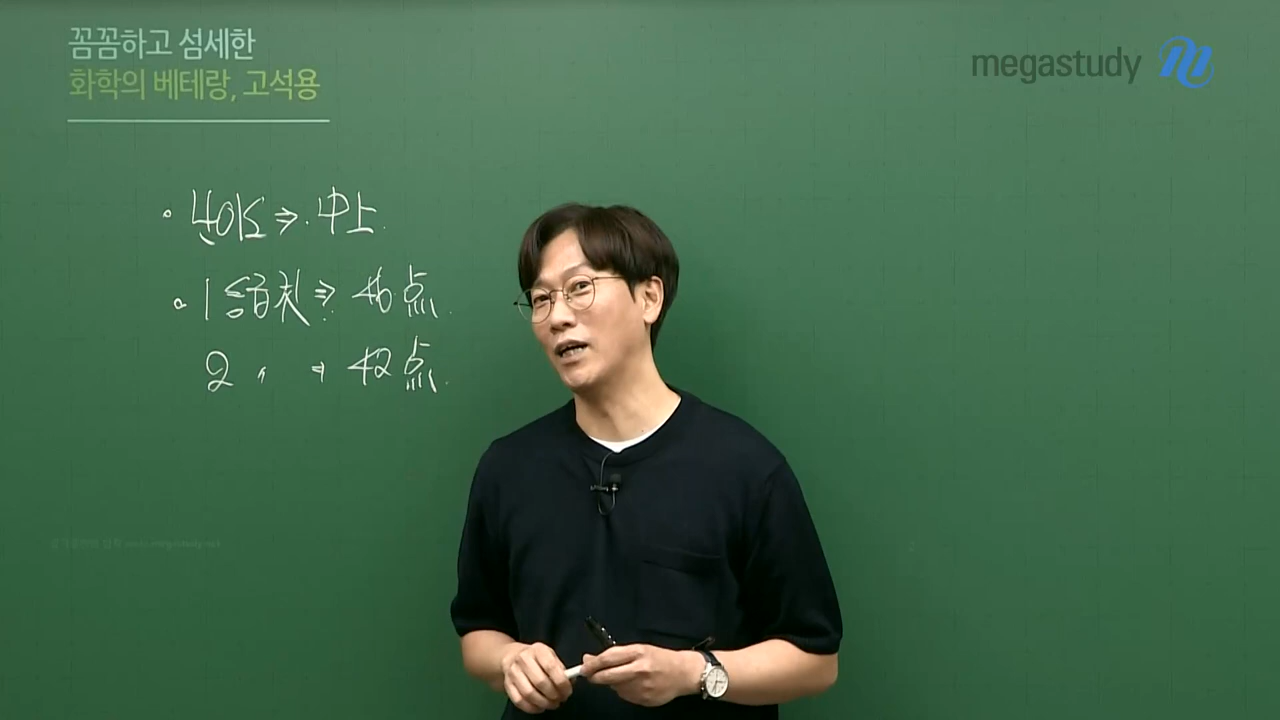 꼼꼼하고 섬세한
화학의 베테랑, 고석용
megastudy
• 난이도 ⇒ 中上.
• 1등급컷 ⇒ 46点.
2 〃 ⇒ 42点.